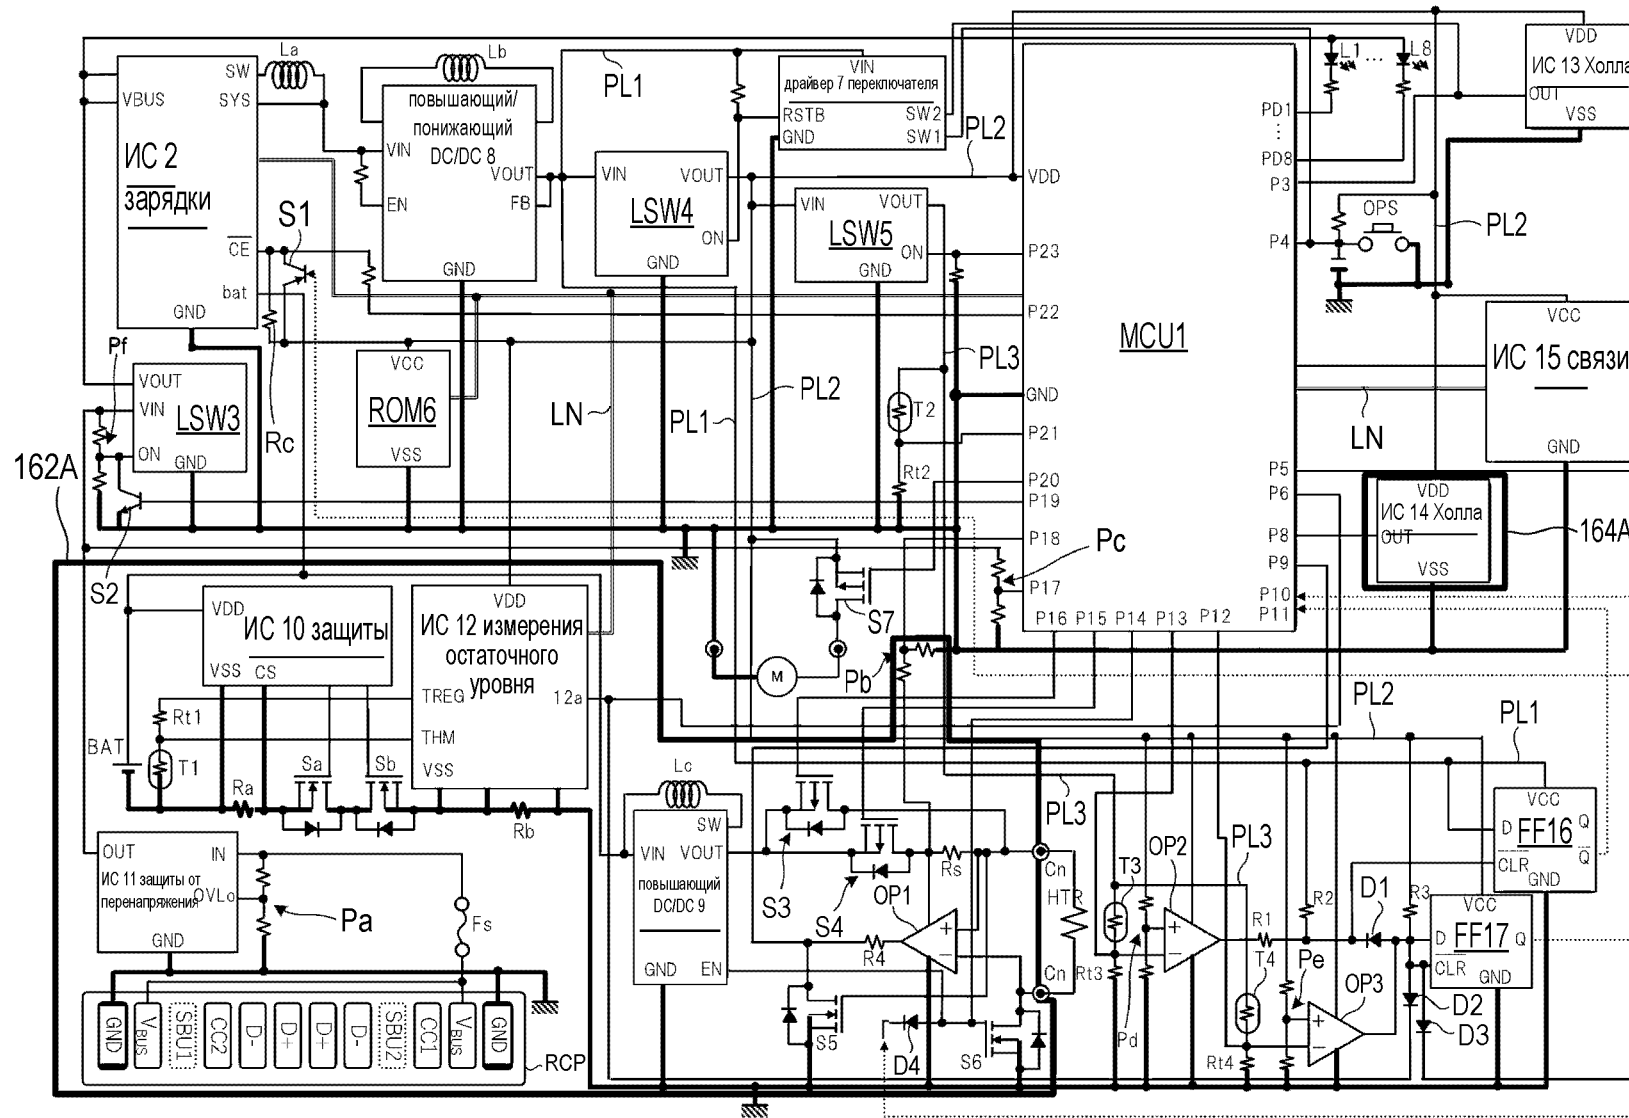 La
Lb
PL1
VIN
драйвер 7 переключателя
RSTB
GND
SW2
SW1
L1 ... L8
VDD
ИС 13 Холла
OUT
VSS
SW
SYS
VBUS
ИС 2
зарядки
CE
bat
GND
S1
повышающий/
понижающий
DC/DC 8
VIN
VOUT
EN
FB
GND
VIN
VOUT
LSW4
ON
GND
PL2
VIN
VOUT
LSW5
ON
GND
VDD
P23
P22
GND
P21
P20
P19
P18
P17
P16
P15
P14
P13
P12
MCU1
PD1
PD8
P3
P4
P5
P6
P8
P9
P10
P11
OPS
PL2
VCC
ИС 15 связи
GND
LN
Pf
VOUT
VIN
LSW3
ON
GND
Rc
VCC
ROM6
VSS
LN
PL1
PL2
PL3
T2
Rt2
162A
S2
VDD
ИС 14 Холла
OUT
VSS
164A
Pc
S7
M
Pb
VDD
ИС 10 защиты
VSS
CS
VDD
ИС 12 измерения
остаточного
уровня
TREG
12a
THM
VSS
Rt1
BAT
T1
Ra
Sa
Sb
Rb
OUT
IN
ИС 11 защиты от
перенапряжения
OVLo
GND
Pa
Fs
GND
VBUS
SBU1
CC2
D-
D+
D+
D-
SBU2
CC1
VBUS
GND
RCP
Lc
SW
VIN
VOUT
повышающий
DC/DC 9
GND
EN
S3
S4
OP1
Rs
R4
S5
D4
S6
Cn
HTR
Cn
PL3
T3
Rt3
Pd
OP2
PL3
R1
R2
T4
Rt4
Pe
OP3
D1
R3
D2
D3
PL2
PL1
VCC
D
Q
FF16
Q
CLR
GND
VCC
D
Q
FF17
CLR
GND